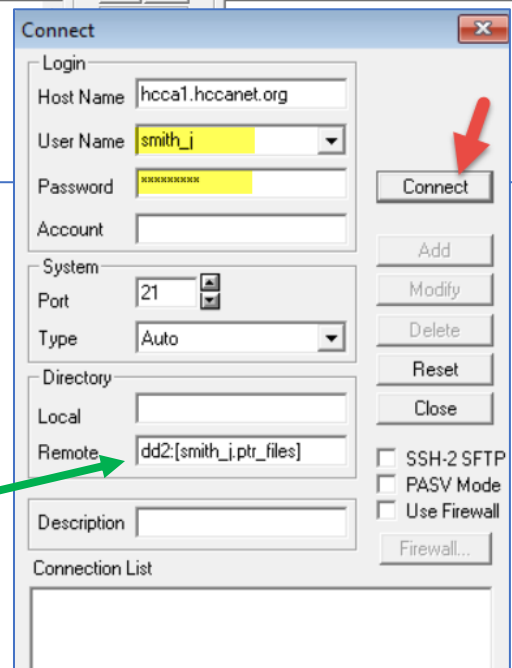 Connect
Login
Host Name hcca1.hccanet.org
User Name smith_j
Password xxxxxxxxx Connect
Account
Add
System
Port 21 Modify
Type Auto Delete
Directory Reset
Local Close
Remote dd2:[smith_j.ptr_files] SSH-2 SFTP
PASV Mode
Description Use Firewall
Firewall...
Connection List